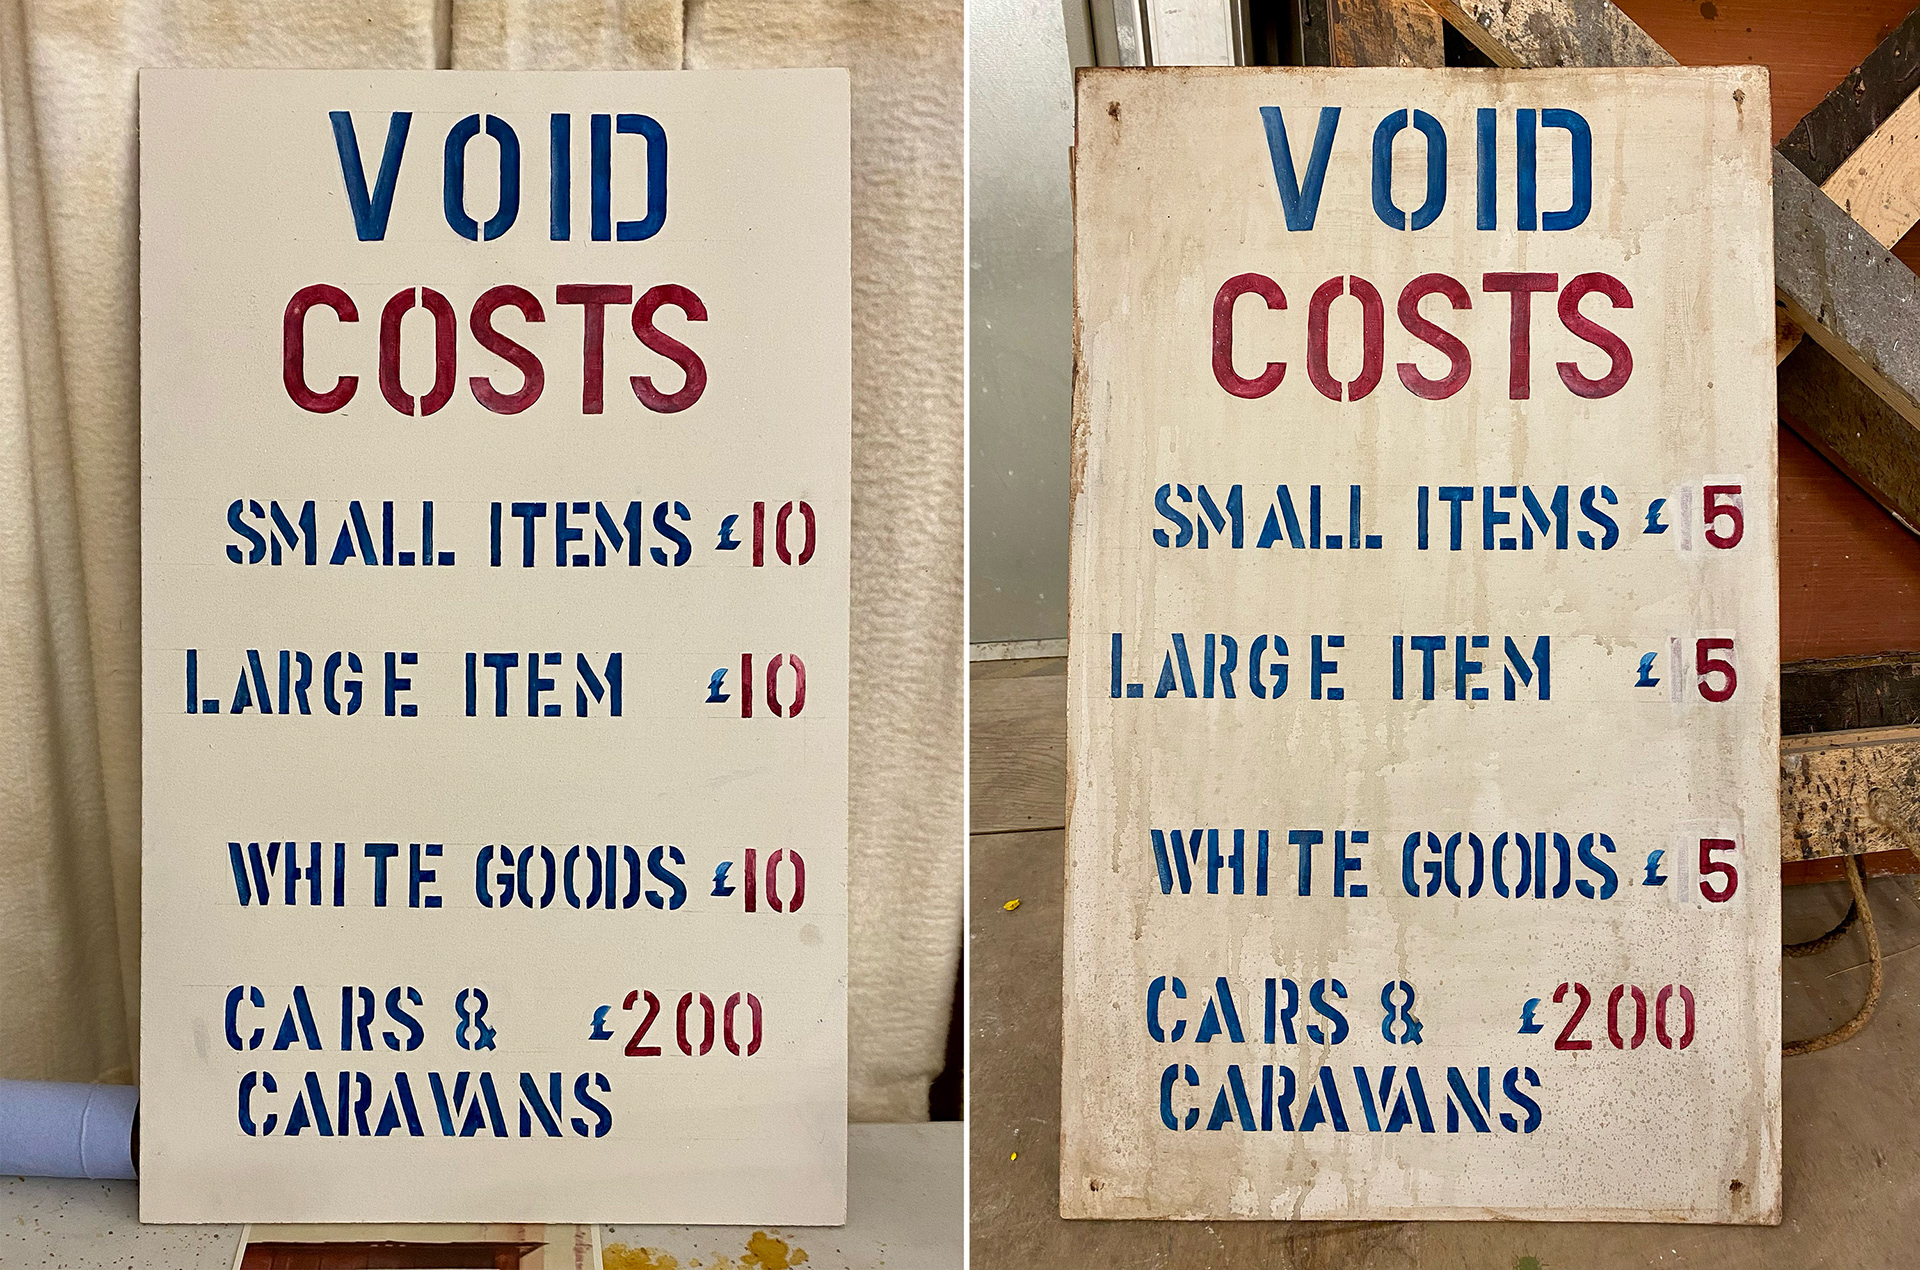 VOID
COSTS
SMALL ITEMS £10
LARGE ITEM £10
WHITE GOODS £10
CARS & £200
CARAVANS
VOID
COSTS
SMALL ITEMS £5
LARGE ITEM £5
WHITE GOODS £5
CARS & £200
CARAVANS